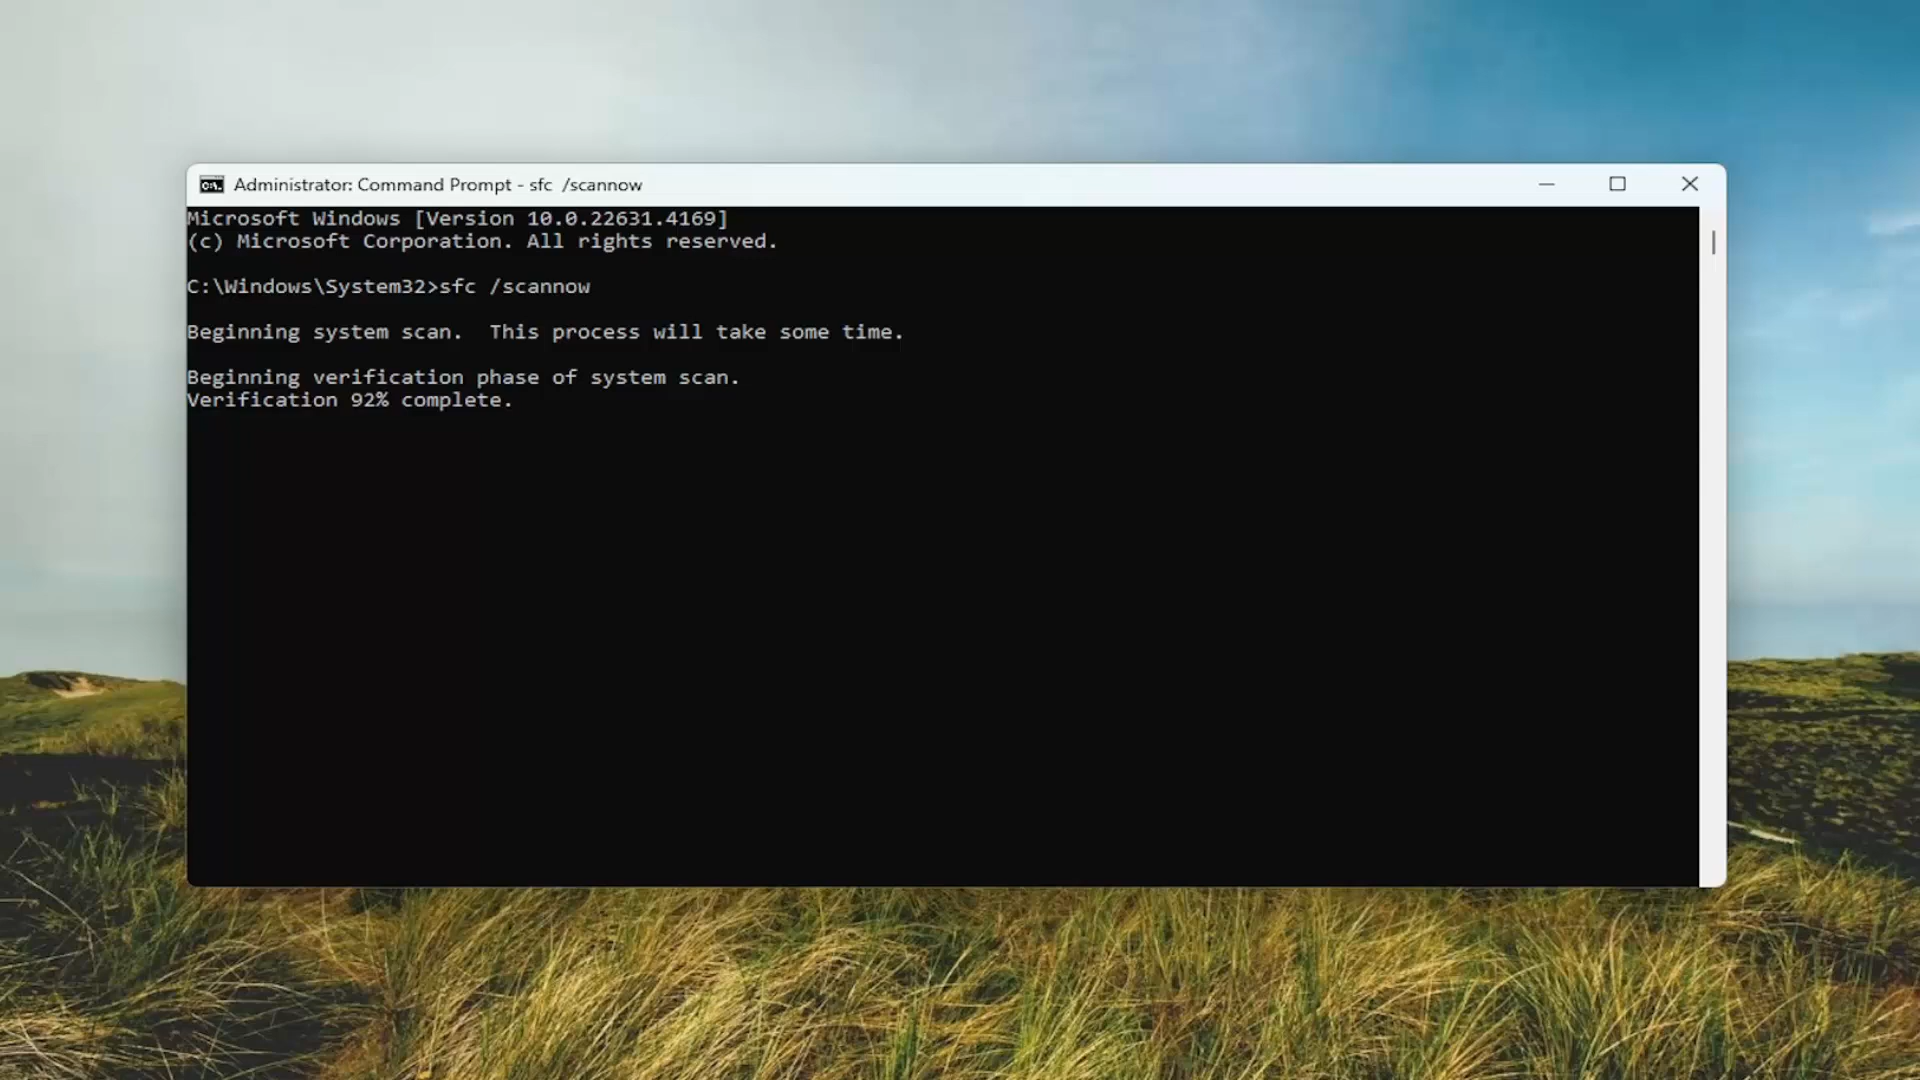 Administrator: Command Prompt - sfc  /scannow
Microsoft Windows [Version 10.0.22631.4169]
(c) Microsoft Corporation. All rights reserved.
C:\Windows\System32>sfc /scannow
Beginning system scan.  This process will take some time.
Beginning verification phase of system scan.
Verification 92% complete.